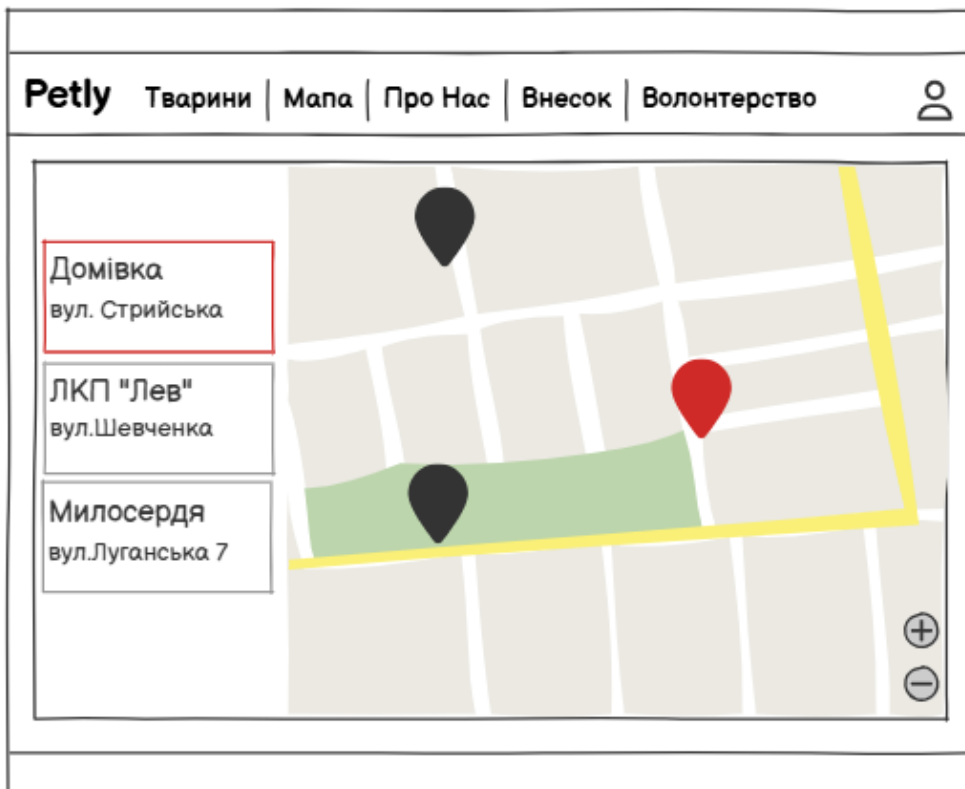 Petly Тварини | Мапа | Про Нас | Внесок | Волонтерство
Домівка
вул. Стрийська
ЛКП "Лев"
вул.Шевченка
Милосердя
вул.Луганська 7